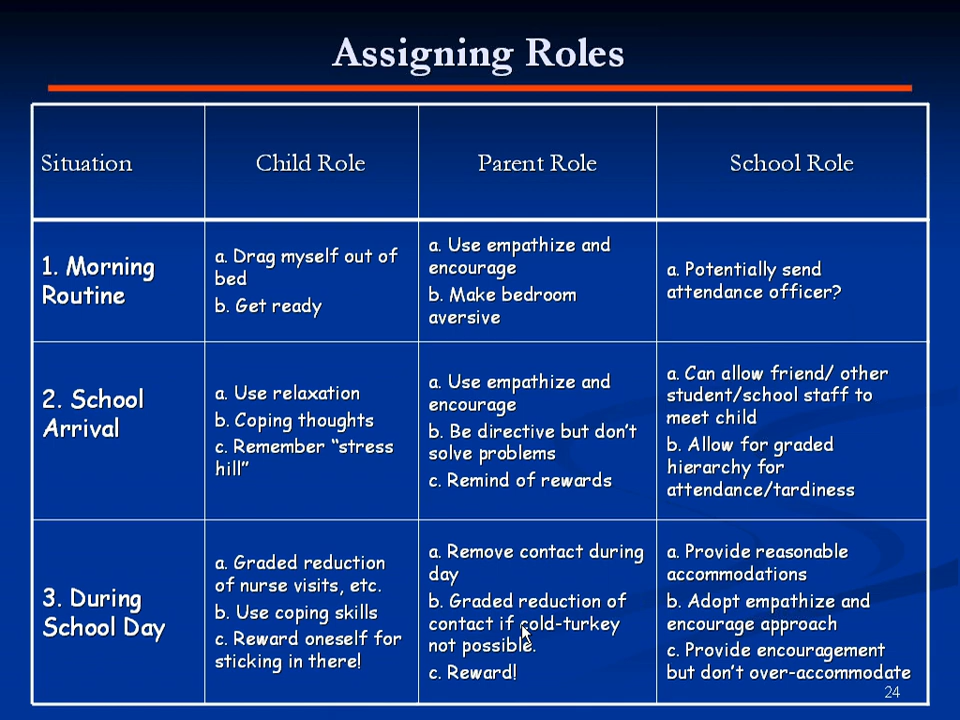 Assigning Roles
Situation
Child Role
Parent Role
School Role
1. Morning
Routine
a. Drag myself out of
bed
b. Get ready
a. Use empathize and
encourage
b. Make bedroom
aversive
a. Potentially send
attendance officer?
2. School
Arrival
a. Use relaxation
b. Coping thoughts
c. Remember “stress
hill”
a. Use empathize and
encourage
b. Be directive but don’t
solve problems
c. Remind of rewards
a. Can allow friend/ other
student/school staff to
meet child
b. Allow for graded
hierarchy for
attendance/tardiness
3. During
School Day
a. Graded reduction
of nurse visits, etc.
b. Use coping skills
c. Reward oneself for
sticking in there!
a. Remove contact during
day
b. Graded reduction of
contact if cold-turkey
not possible.
c. Reward!
a. Provide reasonable
accommodations
b. Adopt empathize and
encourage approach
c. Provide encouragement
but don’t over-accommodate
24